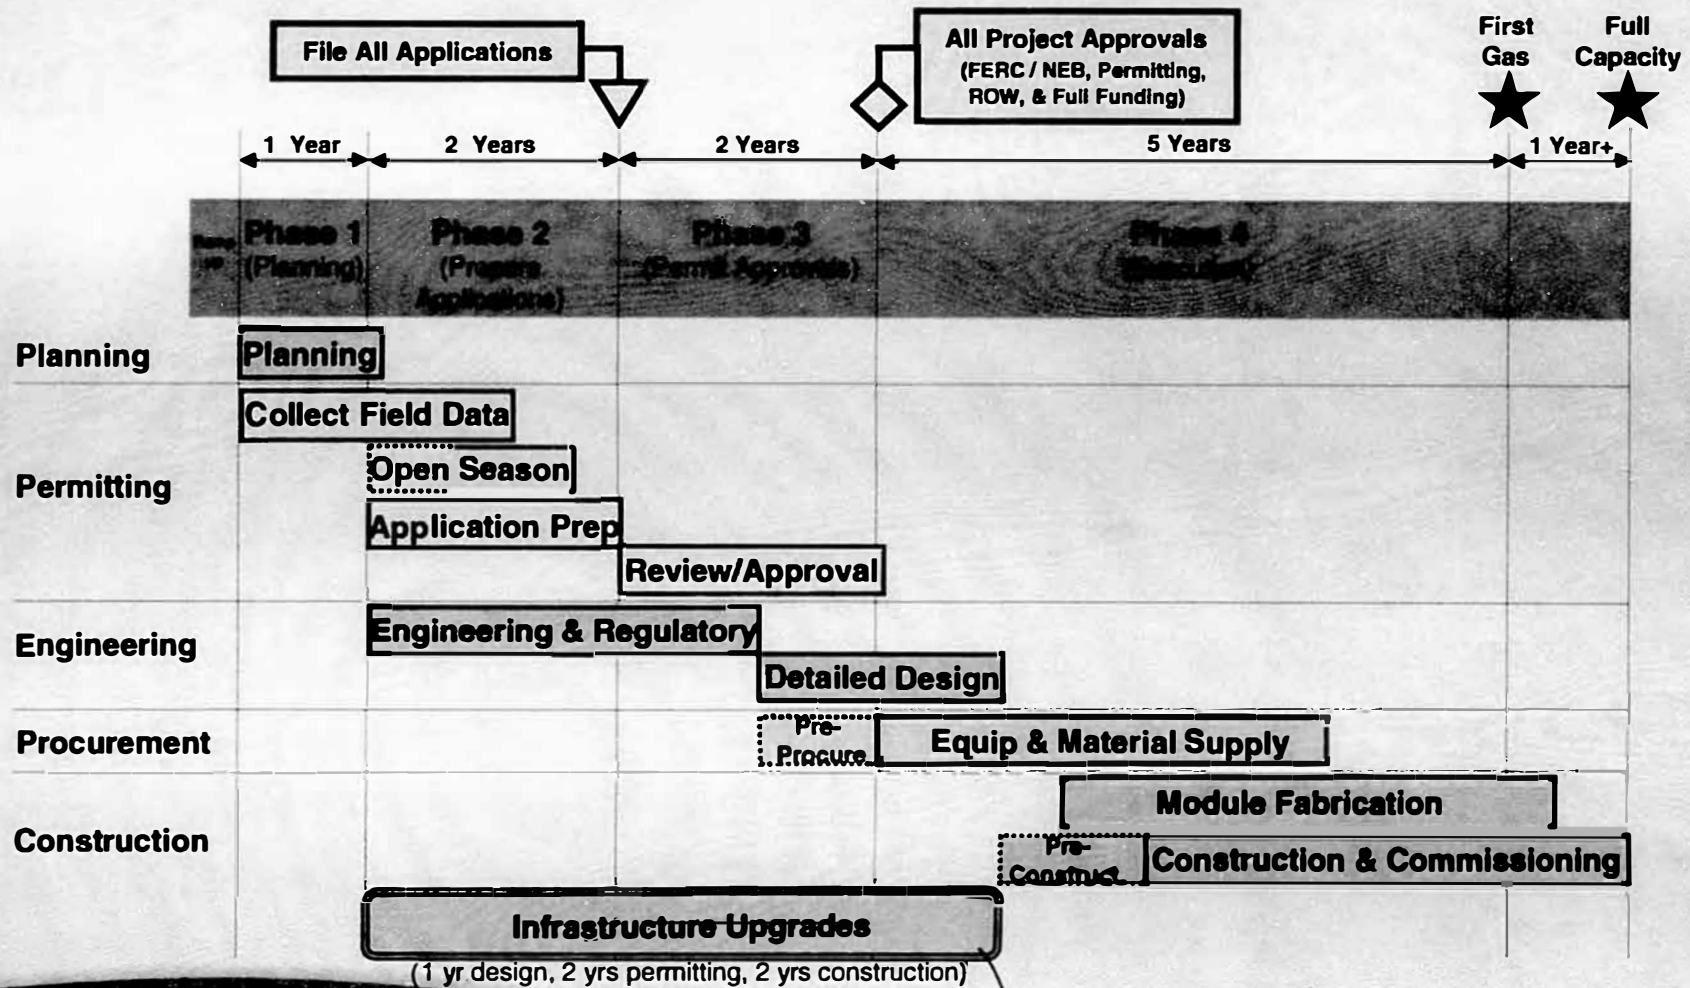 File All Applications
All Project Approvals
(FERC / NEB, Permitting,
ROW, & Full Funding)
First
Gas
Full
Capacity
1 Year
2 Years
2 Years
5 Years
1 Year+
Phase 1
(Planning)
Phase 2
(Prepare
Applications)
Phase 3
(Permit Approvals)
Phase 4
Planning
Planning
Collect Field Data
Permitting
Open Season
Application Prep
Review/Approval
Engineering
Engineering & Regulatory
Detailed Design
Procurement
Pre-
Procure
Equip & Material Supply
Module Fabrication
Construction
Pre-
Construct
Construction & Commissioning
Infrastructure Upgrades
(1 yr design, 2 yrs permitting, 2 yrs construction)